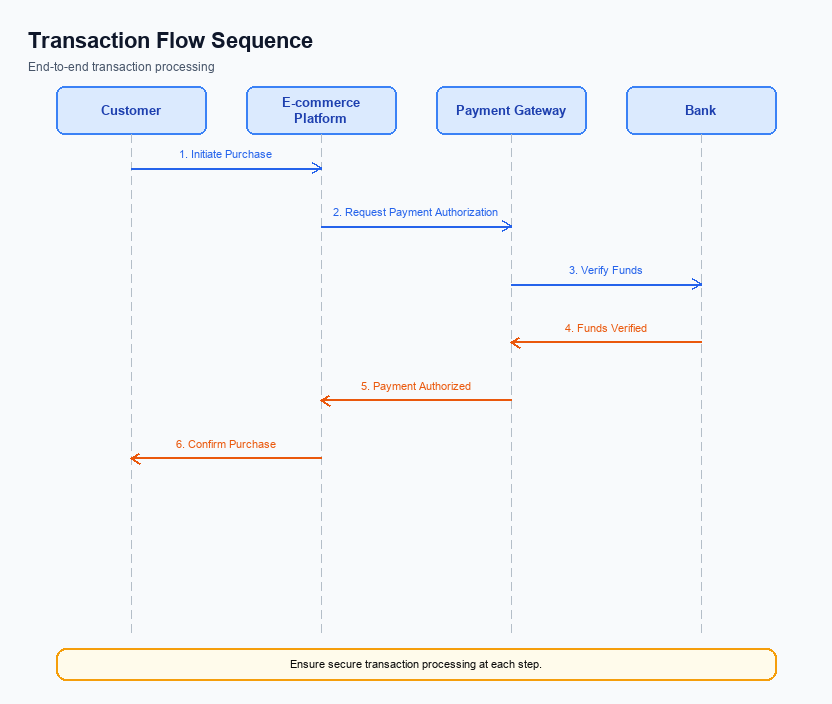 Transaction Flow Sequence
End-to-end transaction processing
Customer
E-commerce
Platform
Payment Gateway
Bank
1. Initiate Purchase
2. Request Payment Authorization
3. Verify Funds
4. Funds Verified
5. Payment Authorized
6. Confirm Purchase
Ensure secure transaction processing at each step.